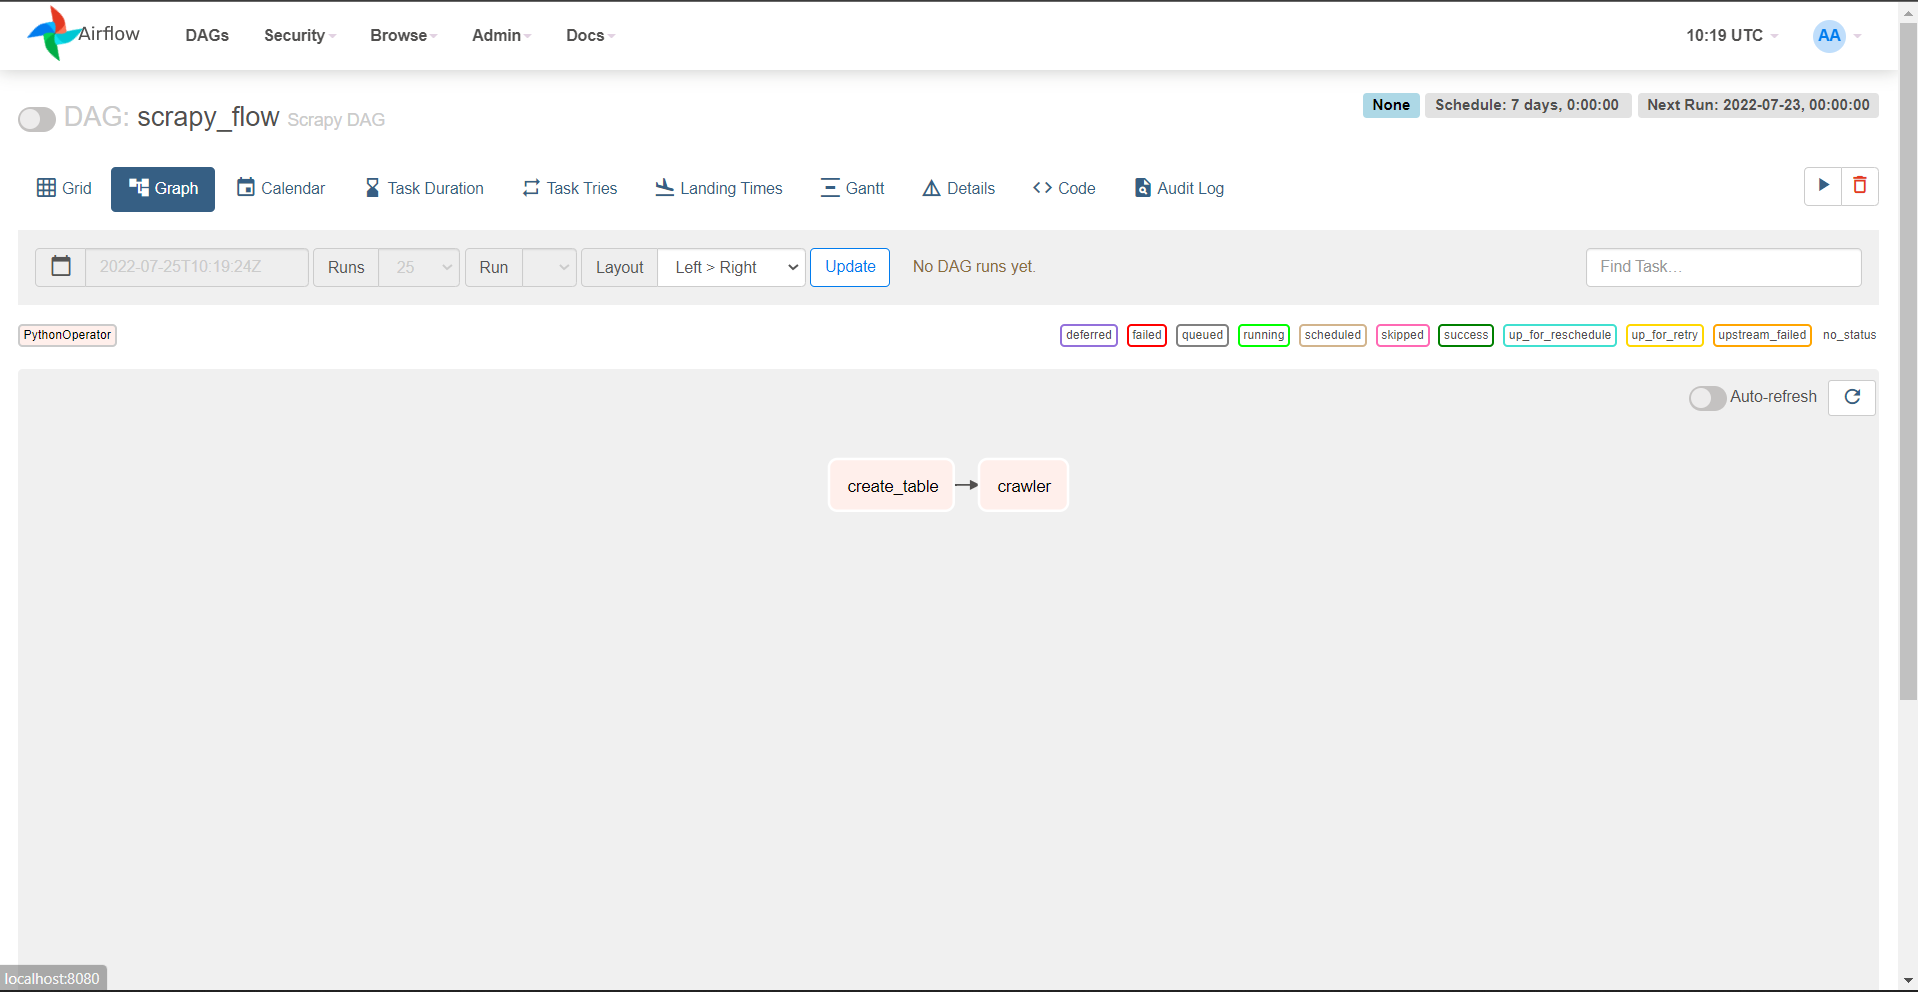 Airflow DAGs Security Browse Admin Docs 10:19 UTC AA
DAG: scrapy_flow Scrapy DAG None Schedule: 7 days, 0:00:00 Next Run: 2022-07-23, 00:00:00
Grid Graph Calendar Task Duration Task Tries Landing Times Gantt Details Code Audit Log
2022-07-25T10:19:24Z Runs 25 Run Layout Left > Right Update No DAG runs yet. Find Task...
PythonOperator deferred failed queued running scheduled skipped success up_for_reschedule up_for_retry upstream_failed no_status
Auto-refresh
create_table crawler
localhost:8080